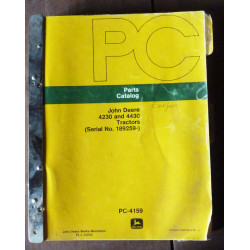 PC
Parts
Catalog
John Deere
4230 and 4430
Tractors
(Serial No. 189259-)
PC-4159